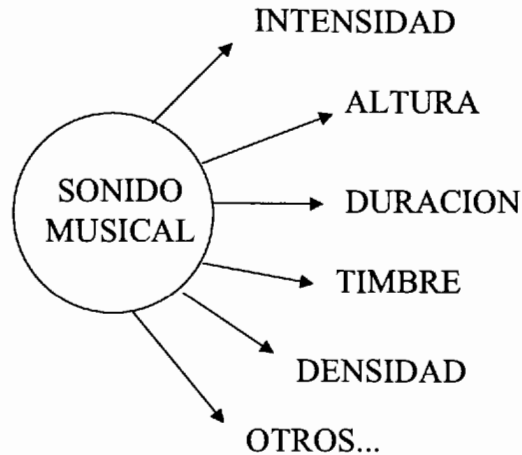 INTENSIDAD
ALTURA
SONIDO
MUSICAL
DURACION
TIMBRE
DENSIDAD
OTROS...